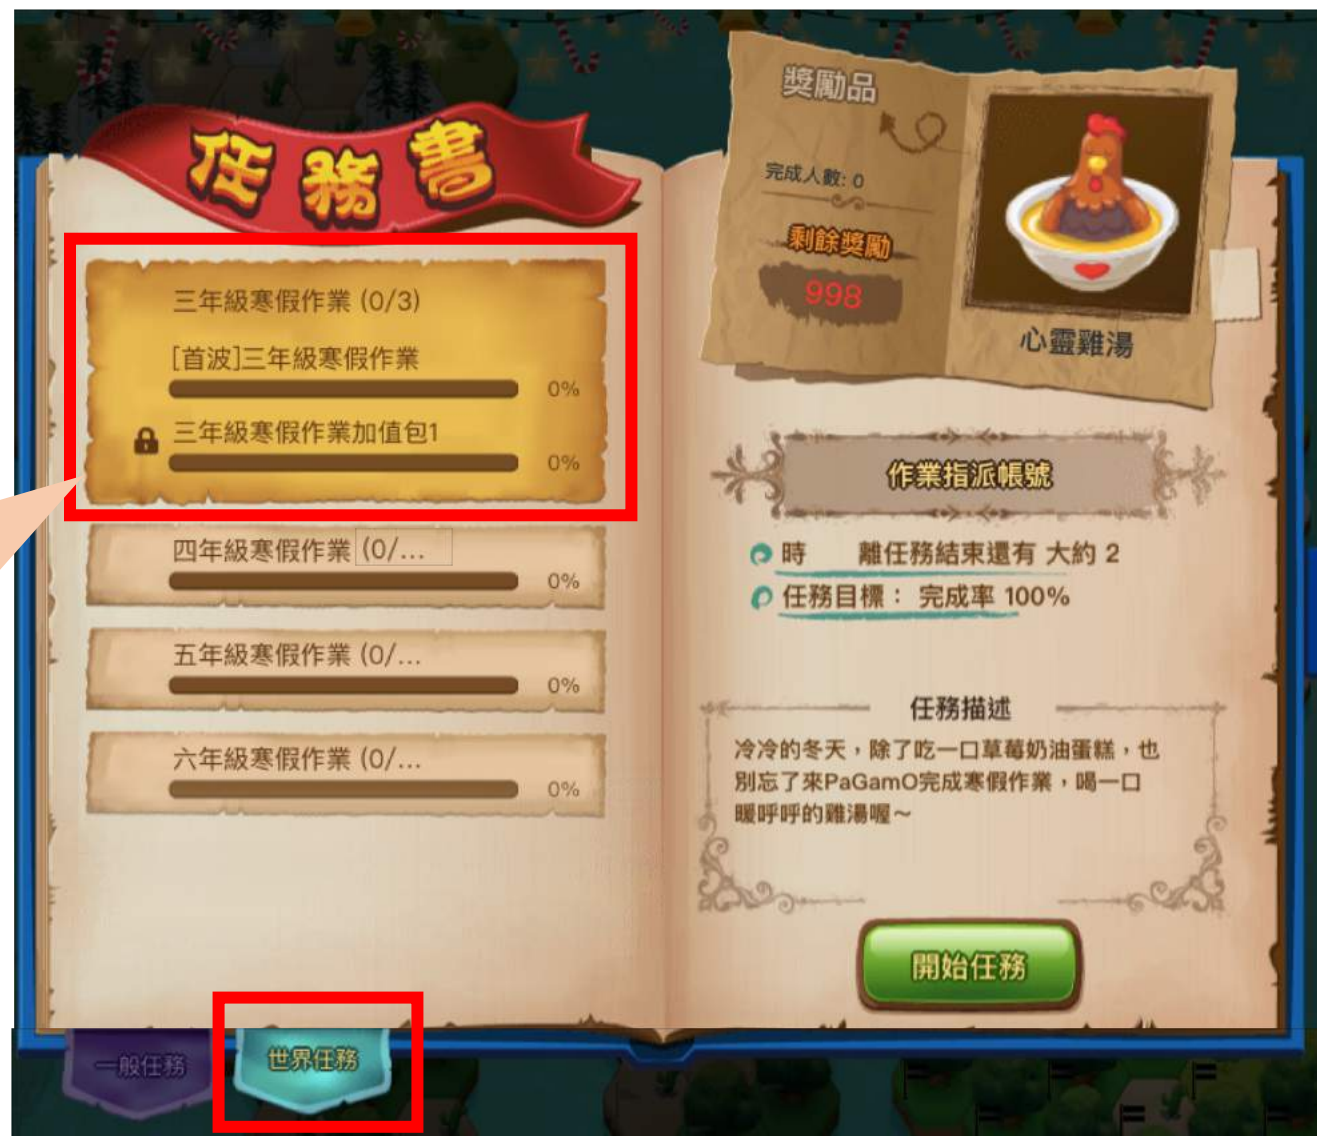 任務書
三年級寒假作業 (0/3)
[首波]三年級寒假作業
0%
三年級寒假作業加值包1
0%
四年級寒假作業 (0/...
0%
五年級寒假作業 (0/...
0%
六年級寒假作業 (0/...
0%
一般任務
世界任務
獎勵品
完成人數: 0
剩餘獎勵
998
心靈雞湯
作業指派帳號
時 離任務結束還有 大約 2
任務目標： 完成率 100%
任務描述
冷冷的冬天，除了吃一口草莓奶油蛋糕，也
別忘了來PaGamO完成寒假作業，喝一口
暖呼呼的雞湯喔～
開始任務